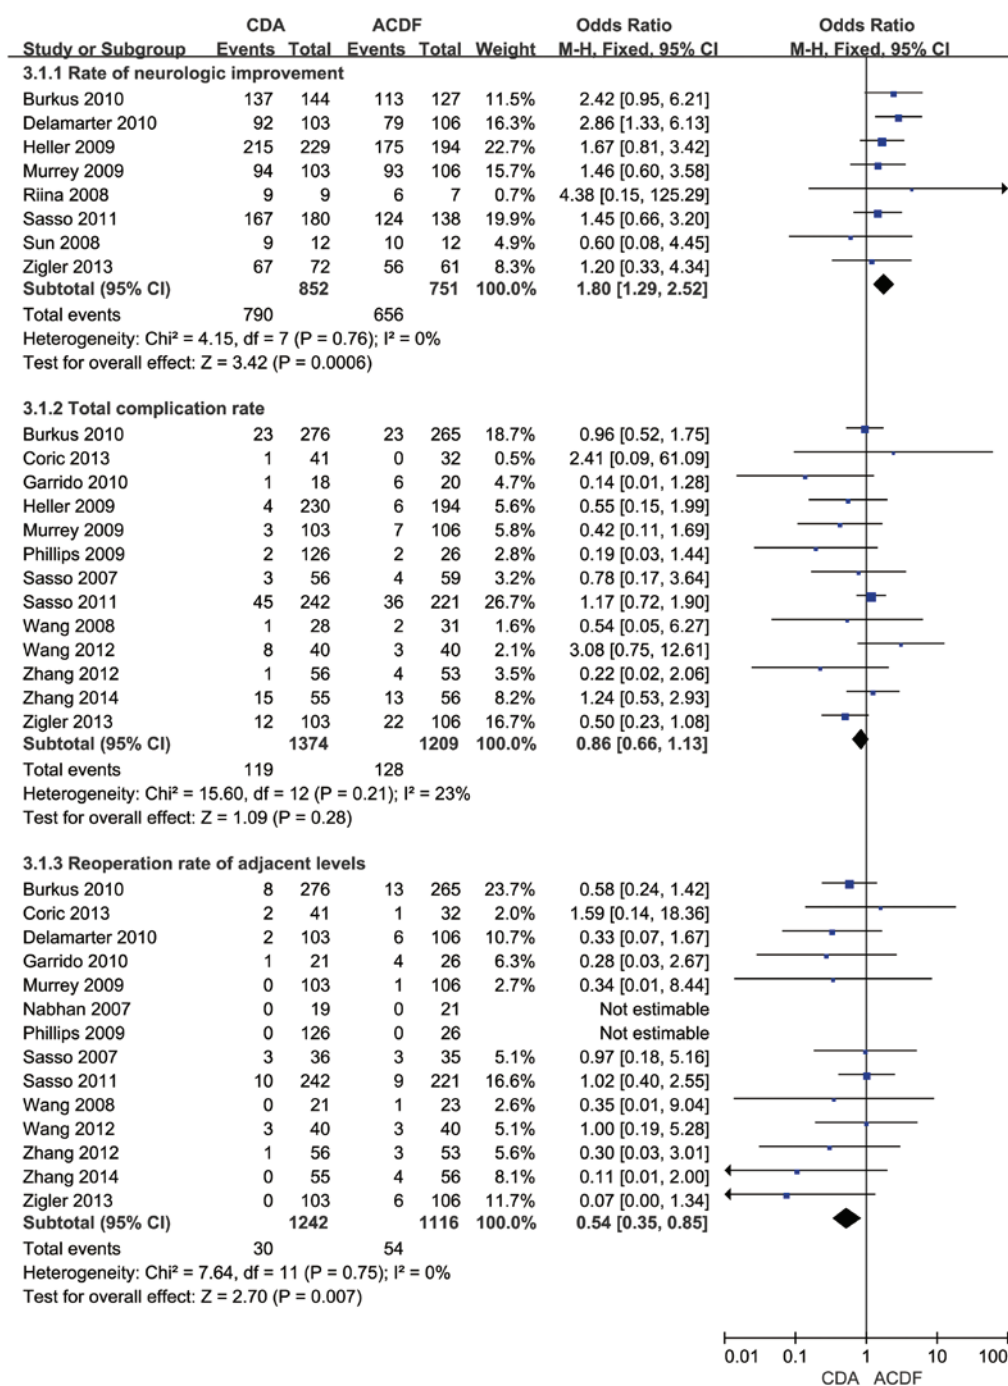 CDA ACDF Odds Ratio Odds Ratio
Study or Subgroup Events Total Events Total Weight M-H, Fixed, 95% CI M-H, Fixed, 95% CI
3.1.1 Rate of neurologic improvement
Burkus 2010 137 144 113 127 11.5% 2.42 [0.95, 6.21]
Delamarter 2010 92 103 79 106 16.3% 2.86 [1.33, 6.13]
Heller 2009 215 229 175 194 22.7% 1.67 [0.81, 3.42]
Murrey 2009 94 103 93 106 15.7% 1.46 [0.60, 3.58]
Riina 2008 9 9 6 7 0.7% 4.38 [0.15, 125.29]
Sasso 2011 167 180 124 138 19.9% 1.45 [0.66, 3.20]
Sun 2008 9 12 10 12 4.9% 0.60 [0.08, 4.45]
Zigler 2013 67 72 56 61 8.3% 1.20 [0.33, 4.34]
Subtotal (95% CI) 852 751 100.0% 1.80 [1.29, 2.52]
Total events 790 656
Heterogeneity: Chi² = 4.15, df = 7 (P = 0.76); I² = 0%
Test for overall effect: Z = 3.42 (P = 0.0006)
3.1.2 Total complication rate
Burkus 2010 23 276 23 265 18.7% 0.96 [0.52, 1.75]
Coric 2013 1 41 0 32 0.5% 2.41 [0.09, 61.09]
Garrido 2010 1 18 6 20 4.7% 0.14 [0.01, 1.28]
Heller 2009 4 230 6 194 5.6% 0.55 [0.15, 1.99]
Murrey 2009 3 103 7 106 5.8% 0.42 [0.11, 1.69]
Phillips 2009 2 126 2 26 2.8% 0.19 [0.03, 1.44]
Sasso 2007 3 56 4 59 3.2% 0.78 [0.17, 3.64]
Sasso 2011 45 242 36 221 26.7% 1.17 [0.72, 1.90]
Wang 2008 1 28 2 31 1.6% 0.54 [0.05, 6.27]
Wang 2012 8 40 3 40 2.1% 3.08 [0.75, 12.61]
Zhang 2012 1 56 4 53 3.5% 0.22 [0.02, 2.06]
Zhang 2014 15 55 13 56 8.2% 1.24 [0.53, 2.93]
Zigler 2013 12 103 22 106 16.7% 0.50 [0.23, 1.08]
Subtotal (95% CI) 1374 1209 100.0% 0.86 [0.66, 1.13]
Total events 119 128
Heterogeneity: Chi² = 15.60, df = 12 (P = 0.21); I² = 23%
Test for overall effect: Z = 1.09 (P = 0.28)
3.1.3 Reoperation rate of adjacent levels
Burkus 2010 8 276 13 265 23.7% 0.58 [0.24, 1.42]
Coric 2013 2 41 1 32 2.0% 1.59 [0.14, 18.36]
Delamarter 2010 2 103 6 106 10.7% 0.33 [0.07, 1.67]
Garrido 2010 1 21 4 26 6.3% 0.28 [0.03, 2.67]
Murrey 2009 0 103 1 106 2.7% 0.34 [0.01, 8.44]
Nabhan 2007 0 19 0 21 Not estimable
Phillips 2009 0 126 0 26 Not estimable
Sasso 2007 3 36 3 35 5.1% 0.97 [0.18, 5.16]
Sasso 2011 10 242 9 221 16.6% 1.02 [0.40, 2.55]
Wang 2008 0 21 1 23 2.6% 0.35 [0.01, 9.04]
Wang 2012 3 40 3 40 5.1% 1.00 [0.19, 5.28]
Zhang 2012 1 56 3 53 5.6% 0.30 [0.03, 3.01]
Zhang 2014 0 55 4 56 8.1% 0.11 [0.01, 2.00]
Zigler 2013 0 103 6 106 11.7% 0.07 [0.00, 1.34]
Subtotal (95% CI) 1242 1116 100.0% 0.54 [0.35, 0.85]
Total events 30 54
Heterogeneity: Chi² = 7.64, df = 11 (P = 0.75); I² = 0%
Test for overall effect: Z = 2.70 (P = 0.007)
0.01 0.1 1 10 100
CDA ACDF